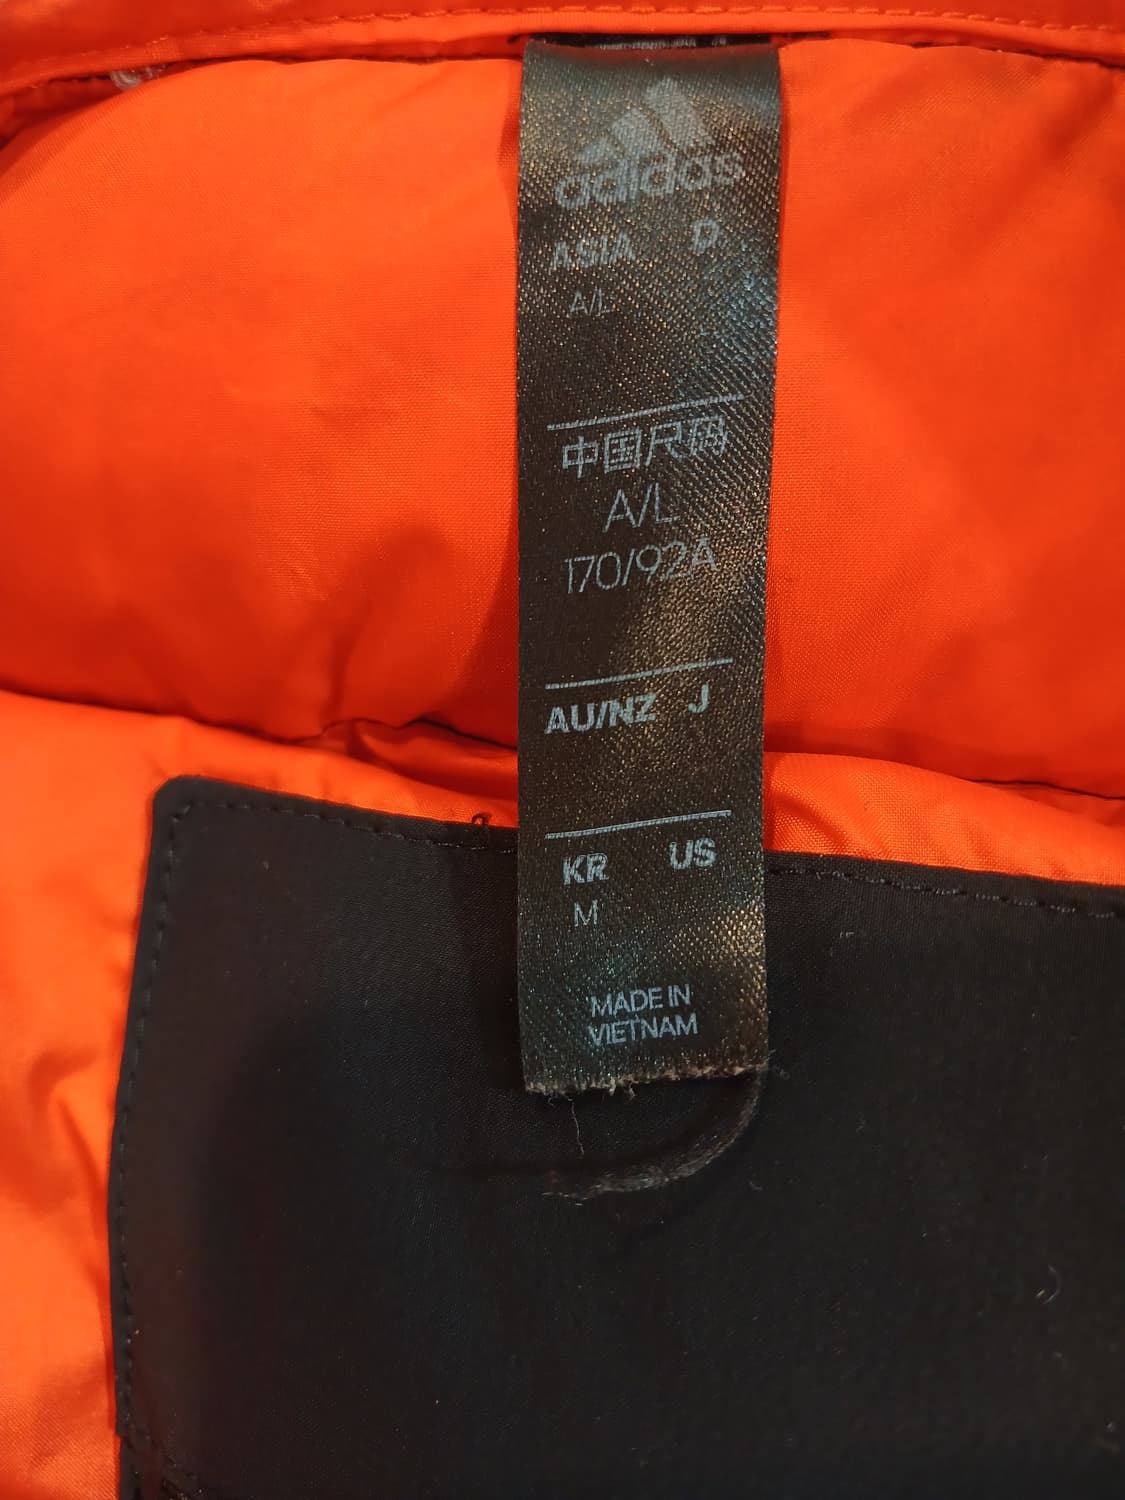 adidas
ASIA D
A/L
中国尺码
A/L
170/92A
AU/NZ J
KR US
M
MADE IN
VIETNAM